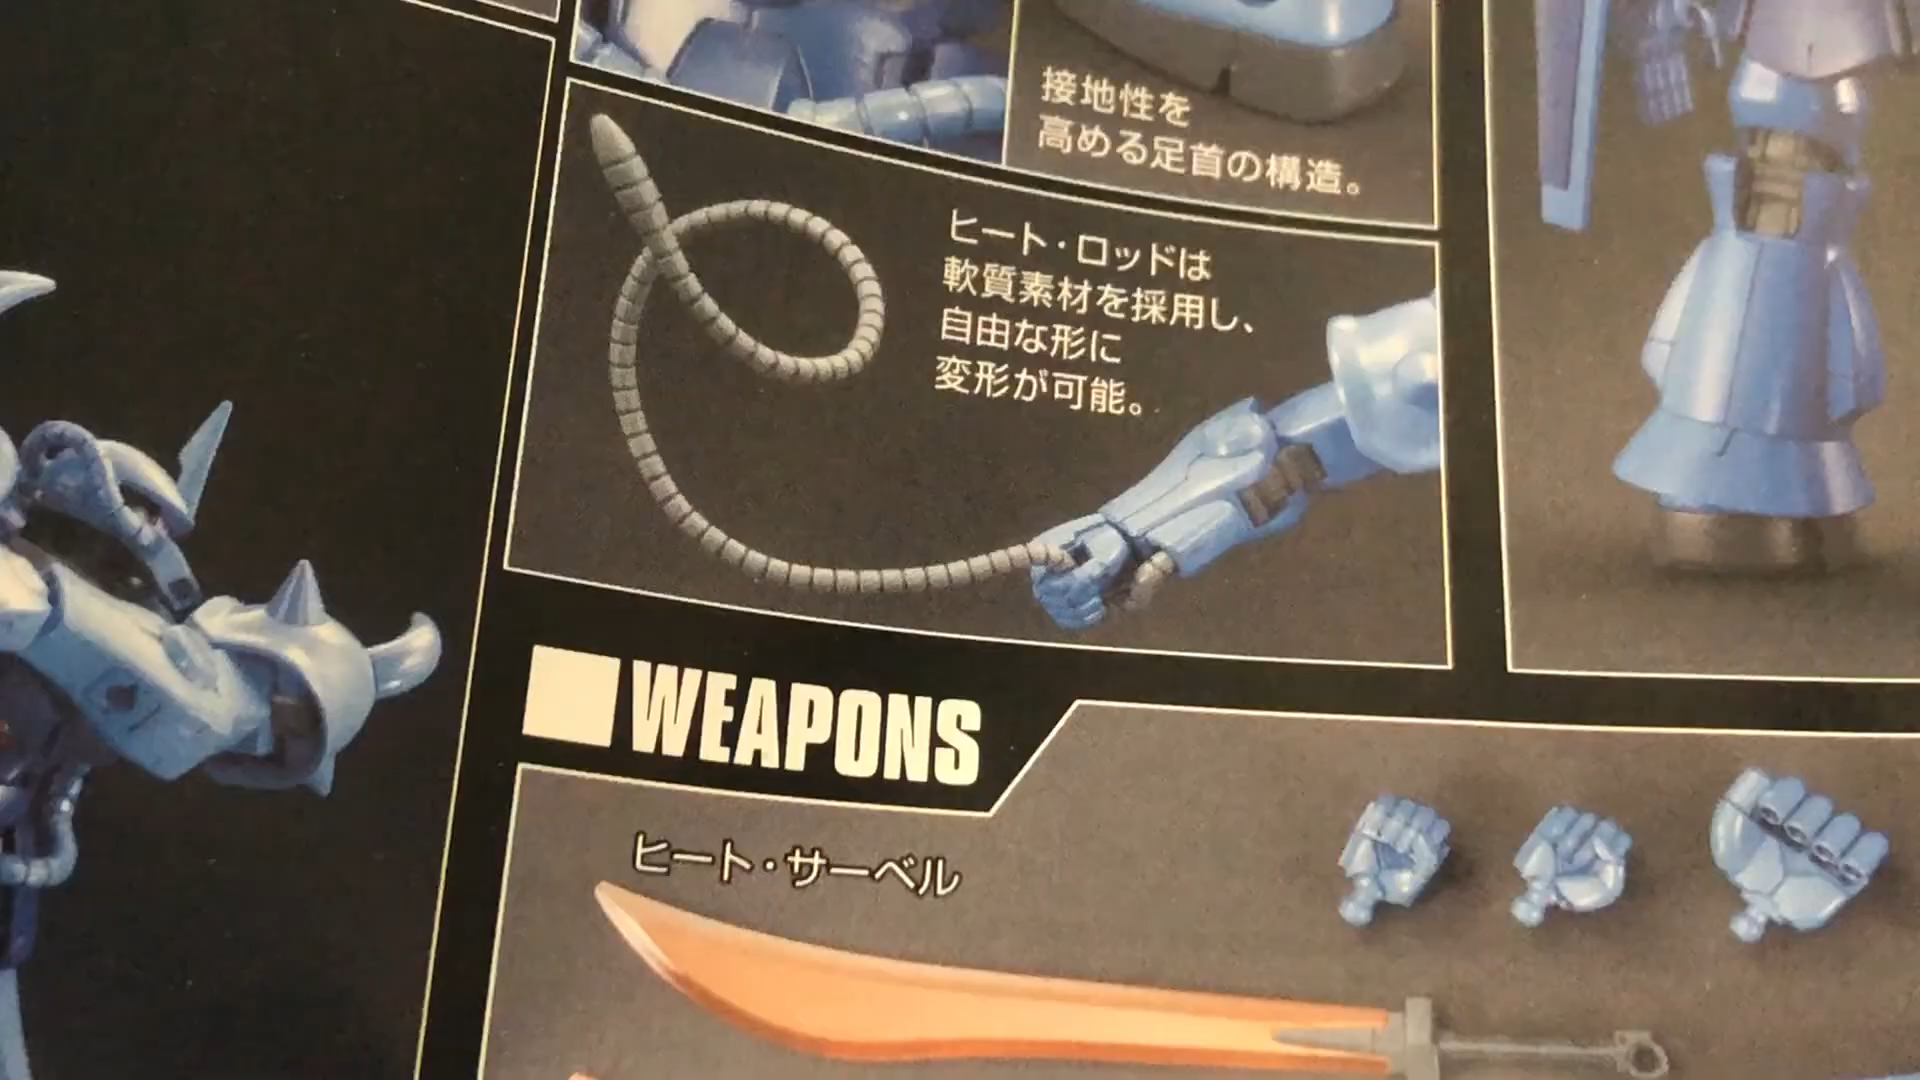 接地性を
高める足首の構造。
ヒート・ロッドは
軟質素材を採用し、
自由な形に
変形が可能。
WEAPONS
ヒート・サーベル